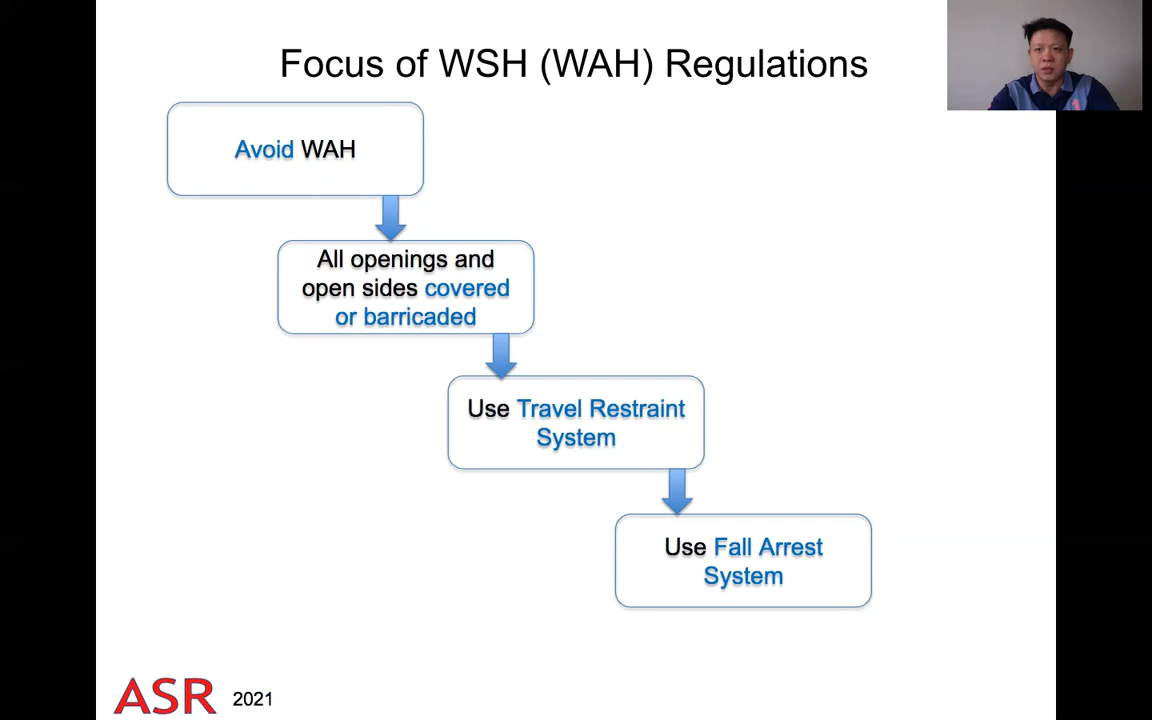 Focus of WSH (WAH) Regulations
Avoid WAH
All openings and
open sides covered
or barricaded
Use Travel Restraint
System
Use Fall Arrest
System
ASR 2021